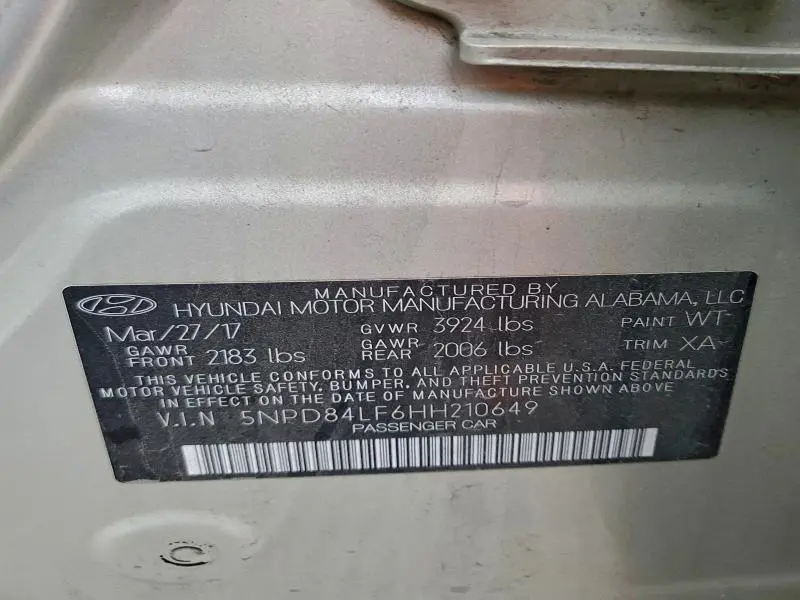 MANUFACTURED BY
HYUNDAI MOTOR MANUFACTURING ALABAMA, LLC
Mar/27/17 GVWR 3924 lbs PAINT WT
GAWR FRONT 2183 lbs GAWR REAR 2006 lbs TRIM XA
THIS VEHICLE CONFORMS TO ALL APPLICABLE U.S.A. FEDERAL
MOTOR VEHICLE SAFETY, BUMPER, AND THEFT PREVENTION STANDARDS
IN EFFECT ON THE DATE OF MANUFACTURE SHOWN ABOVE
V.I.N 5NPD84LF6HH210649
PASSENGER CAR